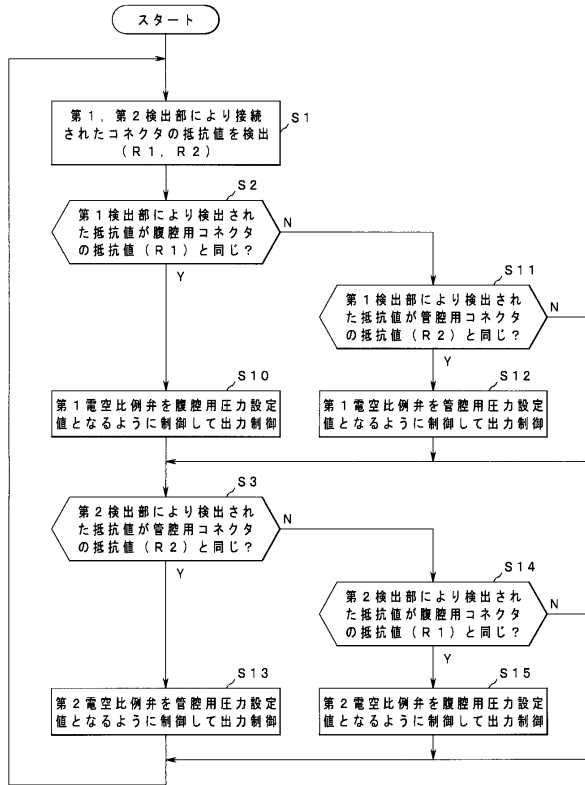 スタート
S1
第1,第2検出部により接続
されたコネクタの抵抗値を検出
(R1,R2)
S2
第1検出部により検出され
た抵抗値が腹腔用コネクタ
の抵抗値(R1)と同じ?
N
Y
S11
第1検出部により検出され
た抵抗値が管腔用コネクタ
の抵抗値(R2)と同じ?
N
Y
S10
第1電空比例弁を腹腔用圧力設定
値となるように制御して出力制御
S12
第1電空比例弁を管腔用圧力設定
値となるように制御して出力制御
S3
第2検出部により検出され
た抵抗値が管腔用コネクタ
の抵抗値(R2)と同じ?
N
Y
S14
第2検出部により検出され
た抵抗値が腹腔用コネクタ
の抵抗値(R1)と同じ?
N
Y
S13
第2電空比例弁を管腔用圧力設定
値となるように制御して出力制御
S15
第2電空比例弁を腹腔用圧力設定
値となるように制御して出力制御